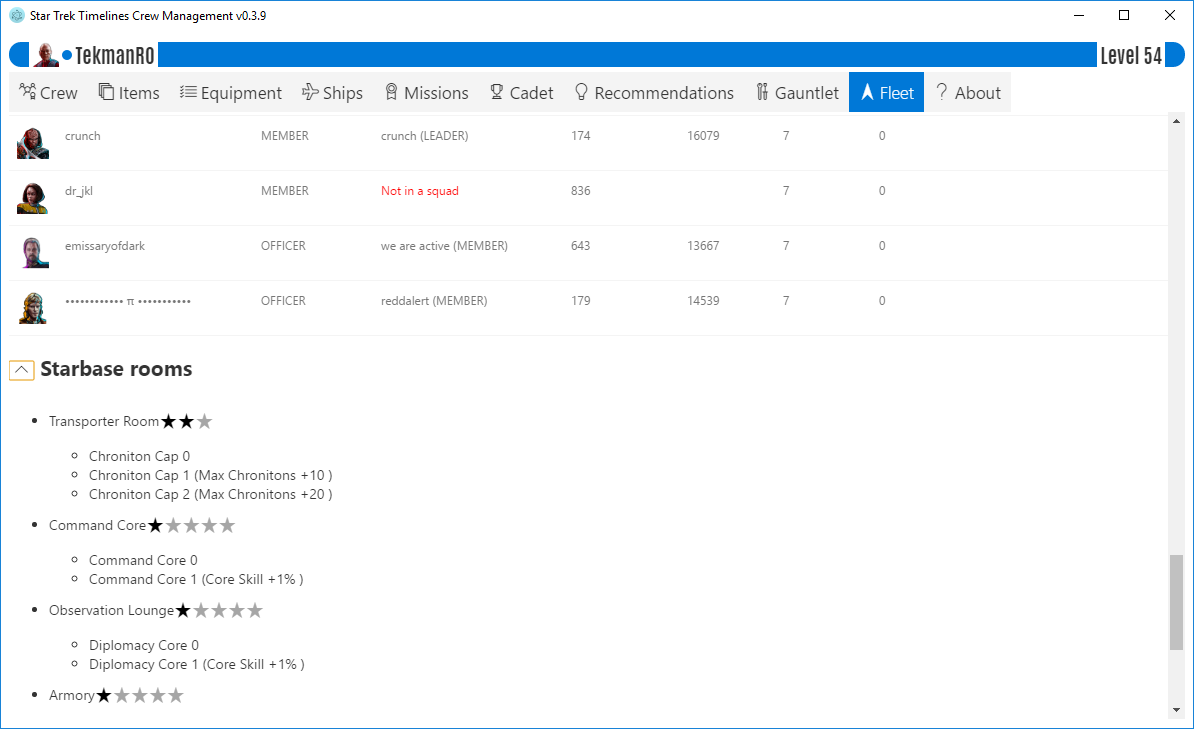 Star Trek Timelines Crew Management v0.3.9
TekmanRO Level 54
Crew Items Equipment Ships Missions Cadet Recommendations Gauntlet Fleet ? About
crunch MEMBER crunch (LEADER) 174 16079 7 0
dr_jkl MEMBER Not in a squad 836 7 0
emissaryofdark OFFICER we are active (MEMBER) 643 13667 7 0
•••••••••••• π ••••••••••• OFFICER reddalert (MEMBER) 179 14539 7 0
Starbase rooms
• Transporter Room★★★
○ Chroniton Cap 0
○ Chroniton Cap 1 (Max Chronitons +10 )
○ Chroniton Cap 2 (Max Chronitons +20 )
• Command Core★★★★★
○ Command Core 0
○ Command Core 1 (Core Skill +1% )
• Observation Lounge★★★★★
○ Diplomacy Core 0
○ Diplomacy Core 1 (Core Skill +1% )
• Armory★★★★★